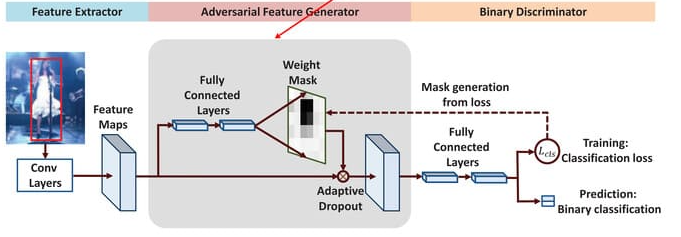 Feature Extractor
Adversarial Feature Generator
Binary Discriminator
Conv
Layers
Feature
Maps
Fully
Connected
Layers
Weight
Mask
Adaptive
Dropout
Mask generation
from loss
Fully
Connected
Layers
L_cls
Training:
Classification loss
Prediction:
Binary classification